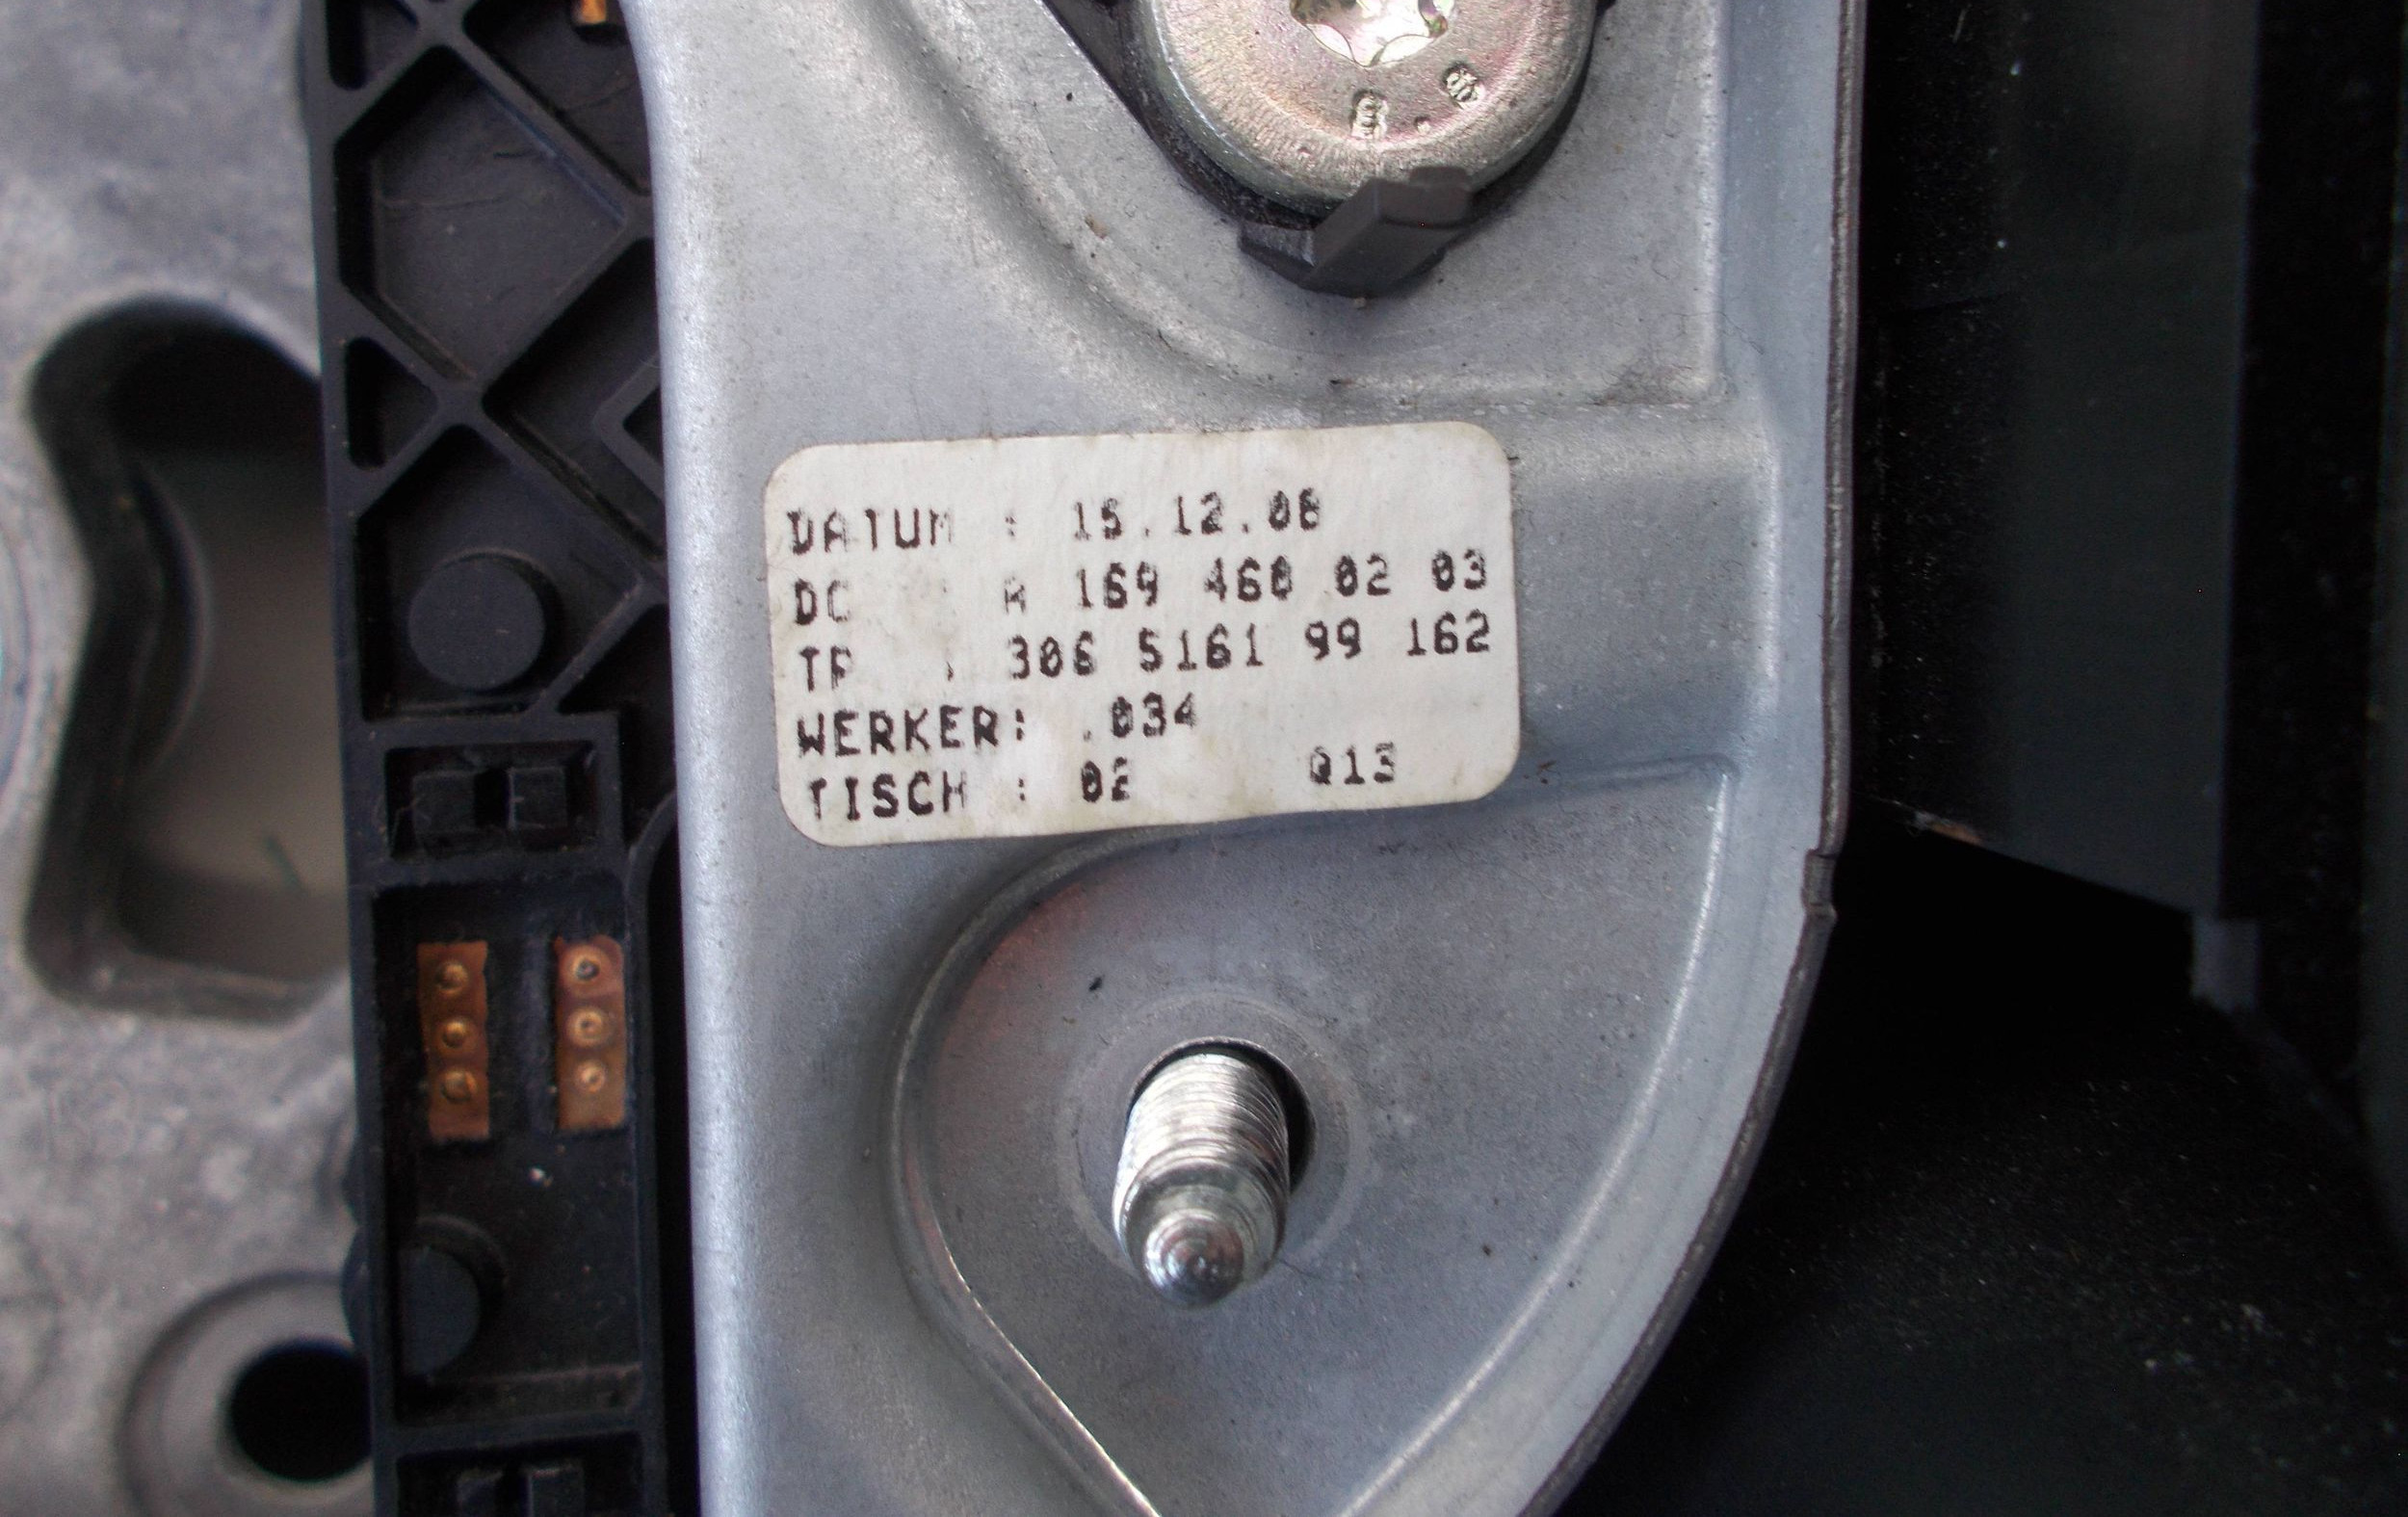 DATUM : 15.12.08
DC : A 169 460 02 03
TP : 306 5161 99 162
WERKER: .034
TISCH : 02 Q13